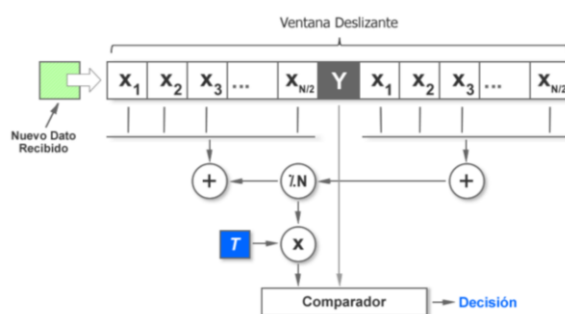 Ventana Deslizante
X1 X2 X3 ... XN/2 Y X1 X2 X3 ... XN/2
Nuevo Dato
Recibido
+ ⁒N +
T x
Comparador Decisión